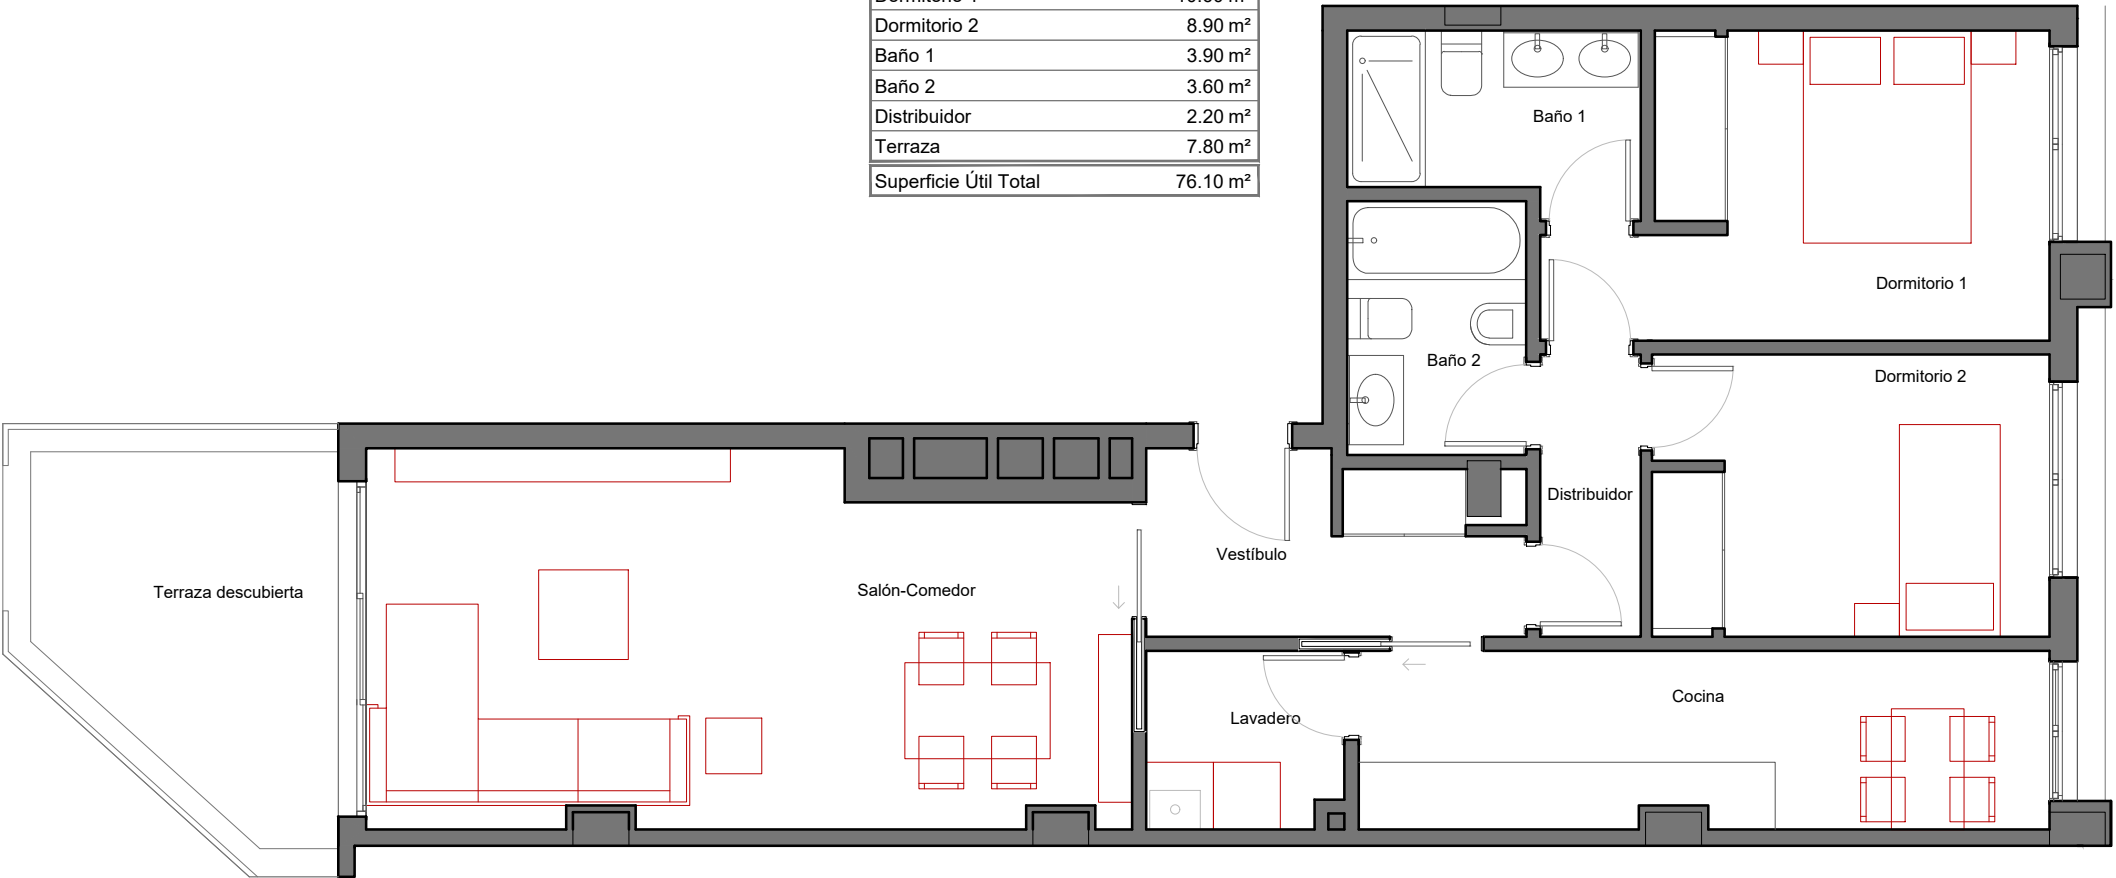 Dormitorio 2 8.90 m²
Baño 1 3.90 m²
Baño 2 3.60 m²
Distribuidor 2.20 m²
Terraza 7.80 m²
Superficie Útil Total 76.10 m²
Baño 1
Dormitorio 1
Baño 2
Dormitorio 2
Distribuidor
Vestíbulo
Terraza descubierta
Salón-Comedor
Cocina
Lavadero